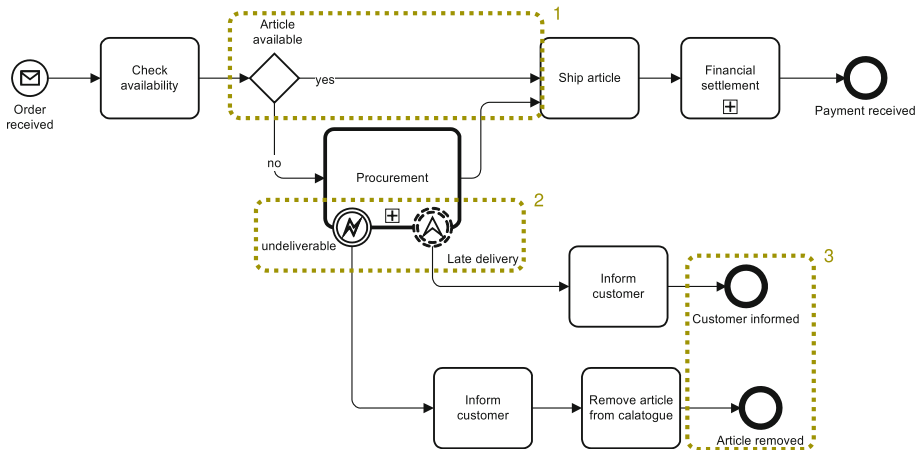 1
Article
available
Check
availability
yes
Ship article
Financial
settlement
Order
received
Payment received
no
Procurement
2
undeliverable
Late delivery
3
Inform
customer
Customer informed
Inform
customer
Remove article
from calatogue
Article removed